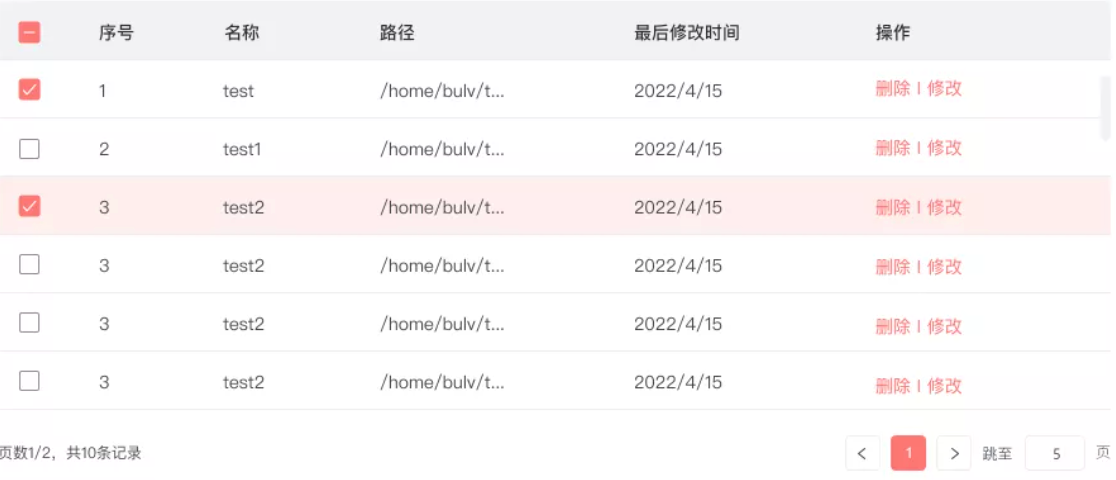 序号 名称 路径 最后修改时间 操作
1 test /home/bulv/t... 2022/4/15 删除 | 修改
2 test1 /home/bulv/t... 2022/4/15 删除 | 修改
3 test2 /home/bulv/t... 2022/4/15 删除 | 修改
3 test2 /home/bulv/t... 2022/4/15 删除 | 修改
3 test2 /home/bulv/t... 2022/4/15 删除 | 修改
3 test2 /home/bulv/t... 2022/4/15 删除 | 修改
页数1/2，共10条记录 < 1 > 跳至 5 页